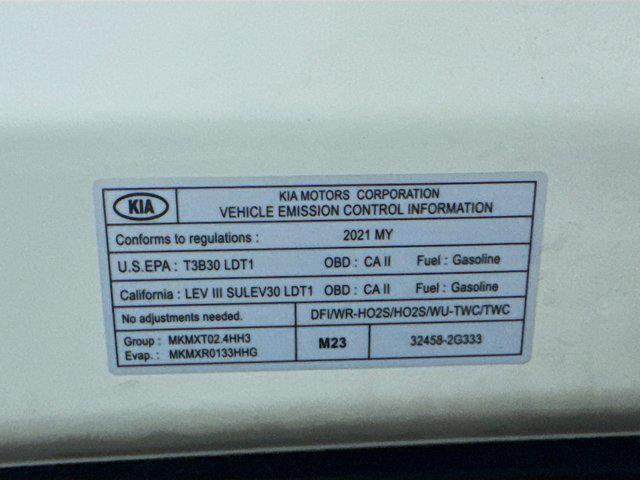 KIA
KIA MOTORS CORPORATION
VEHICLE EMISSION CONTROL INFORMATION
Conforms to regulations : 2021 MY
U.S.EPA : T3B30 LDT1 OBD : CA II Fuel : Gasoline
California : LEV III SULEV30 LDT1 OBD : CA II Fuel : Gasoline
No adjustments needed. DFI/WR-HO2S/HO2S/WU-TWC/TWC
Group : MKMXT02.4HH3
Evap. : MKMXR0133HHG
M23
32458-2G333